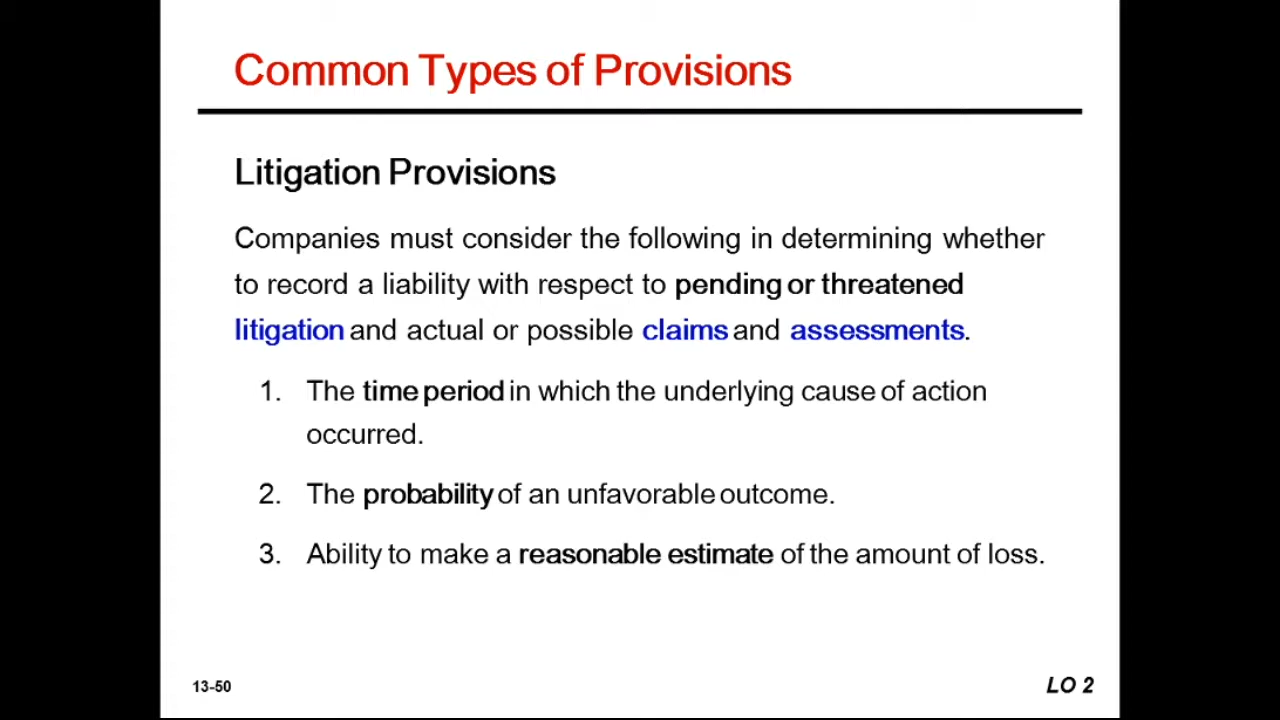 Common Types of Provisions
Litigation Provisions
Companies must consider the following in determining whether
to record a liability with respect to pending or threatened
litigation and actual or possible claims and assessments.
1. The time period in which the underlying cause of action
occurred.
2. The probability of an unfavorable outcome.
3. Ability to make a reasonable estimate of the amount of loss.
13-50
LO 2